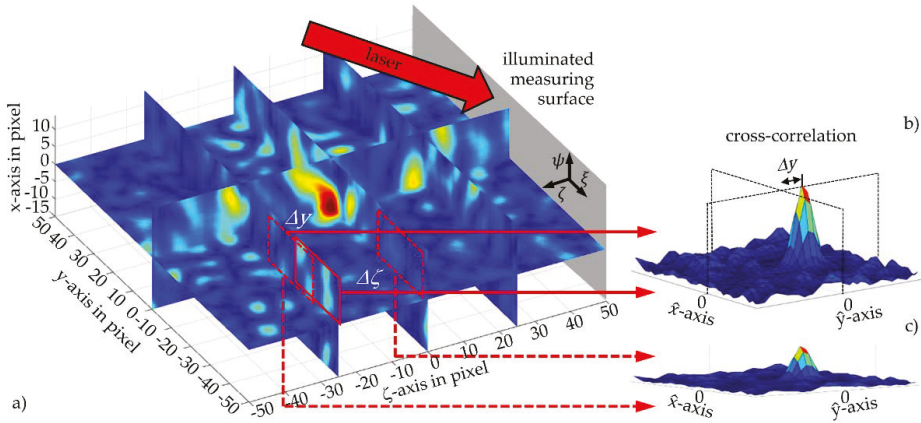 laser
illuminated
measuring
surface
x-axis in pixel
10
5
0
-5
-10
-15
ψ
ξ
ζ
Δy
Δζ
50
40
30
20
10
0
-10
-20
-30
-40
-50
y-axis in pixel
-50
-40
-30
-20
-10
0
10
20
30
40
50
ζ-axis in pixel
a)
b)
cross-correlation
Δy
0
0
x̂-axis
ŷ-axis
c)
0
0
x̂-axis
ŷ-axis